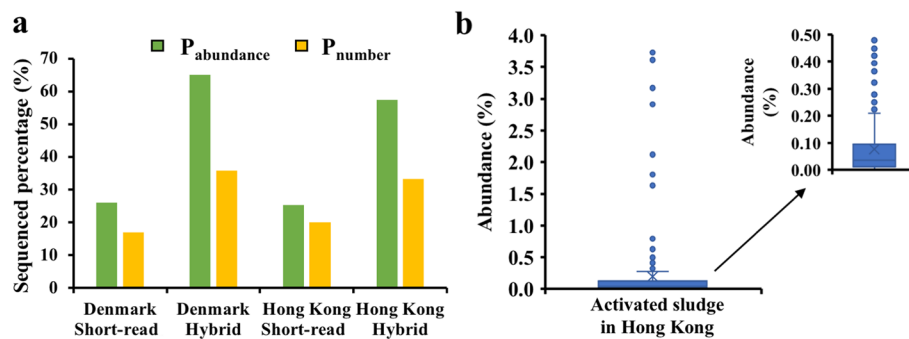 a
P abundance
P number
Sequenced percentage (%)
70
60
50
40
30
20
10
0
Denmark Short-read
Denmark Hybrid
Hong Kong Short-read
Hong Kong Hybrid
b
Abundance (%)
4.0
3.5
3.0
2.5
2.0
1.5
1.0
0.5
0.0
Activated sludge
in Hong Kong
Abundance
(%)
0.50
0.40
0.30
0.20
0.10
0.00